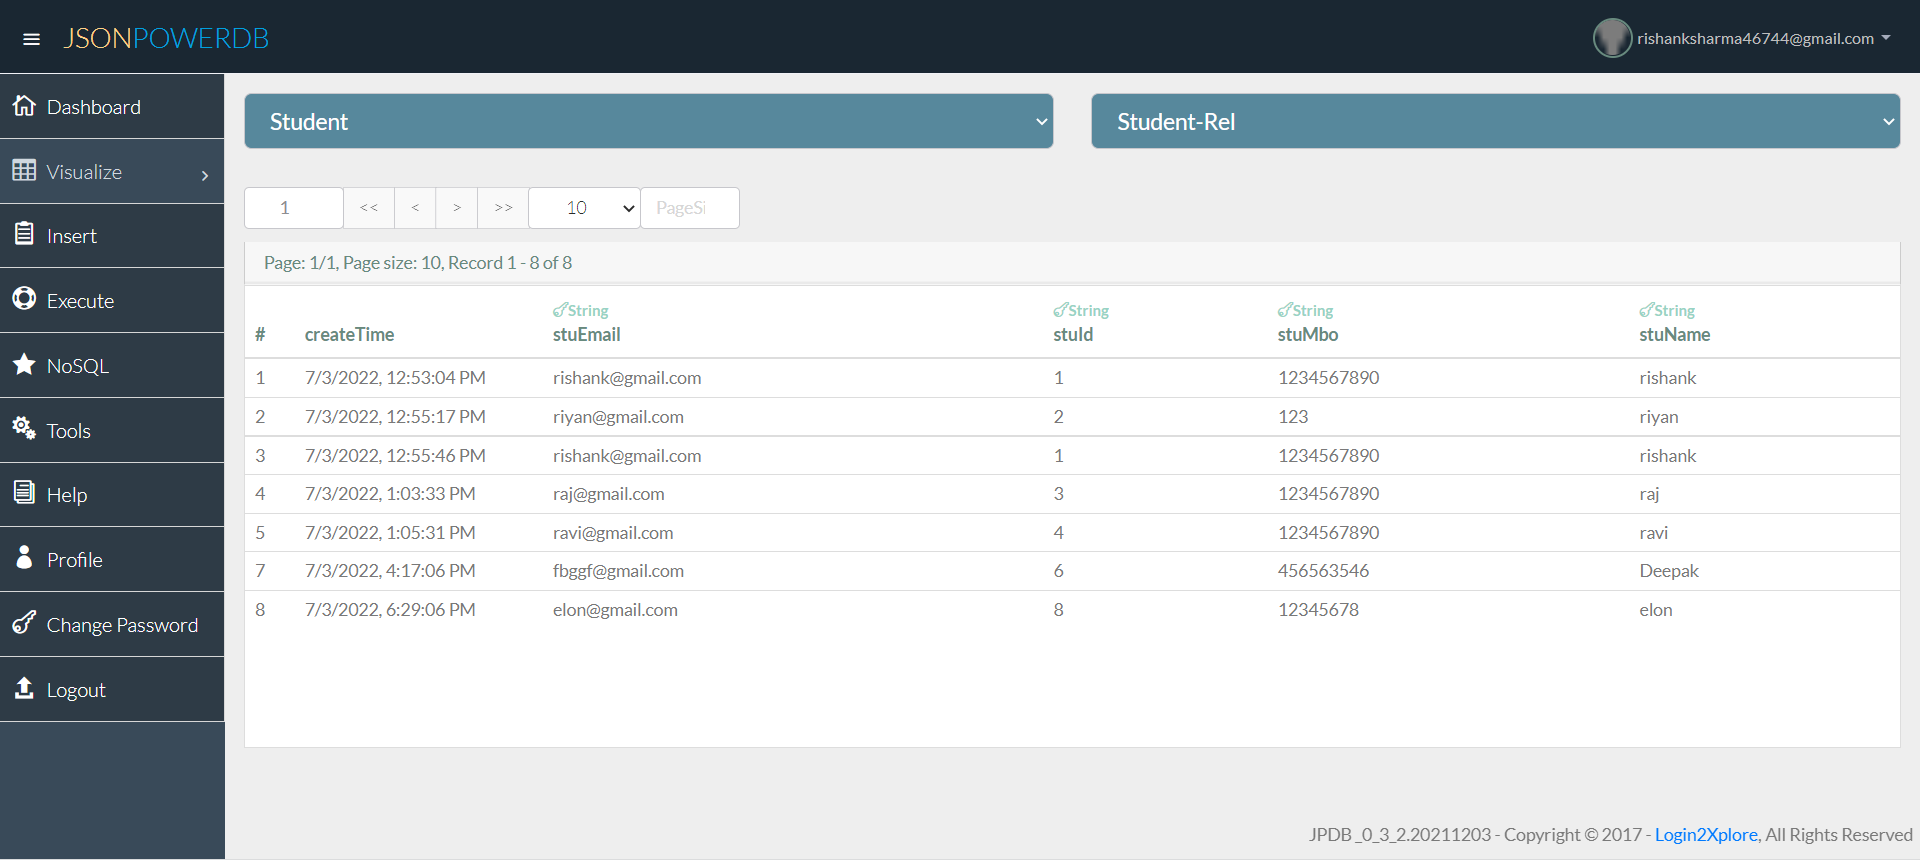 JSONPOWERDB
rishanksharma46744@gmail.com
Dashboard
Visualize
Insert
Execute
NoSQL
Tools
Help
Profile
Change Password
Logout
Student
Student-Rel
1 << < > >> 10 PageSi
Page: 1/1, Page size: 10, Record 1 - 8 of 8
String String String String
# createTime stuEmail stuId stuMbo stuName
1 7/3/2022, 12:53:04 PM rishank@gmail.com 1 1234567890 rishank
2 7/3/2022, 12:55:17 PM riyan@gmail.com 2 123 riyan
3 7/3/2022, 12:55:46 PM rishank@gmail.com 1 1234567890 rishank
4 7/3/2022, 1:03:33 PM raj@gmail.com 3 1234567890 raj
5 7/3/2022, 1:05:31 PM ravi@gmail.com 4 1234567890 ravi
7 7/3/2022, 4:17:06 PM fbggf@gmail.com 6 456563546 Deepak
8 7/3/2022, 6:29:06 PM elon@gmail.com 8 12345678 elon
JPDB_0_3_2.20211203 - Copyright © 2017 - Login2Xplore, All Rights Reserved